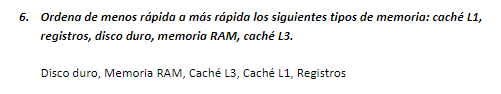 6. Ordena de menos rápida a más rápida los siguientes tipos de memoria: caché L1,
registros, disco duro, memoria RAM, caché L3.
Disco duro, Memoria RAM, Caché L3, Caché L1, Registros